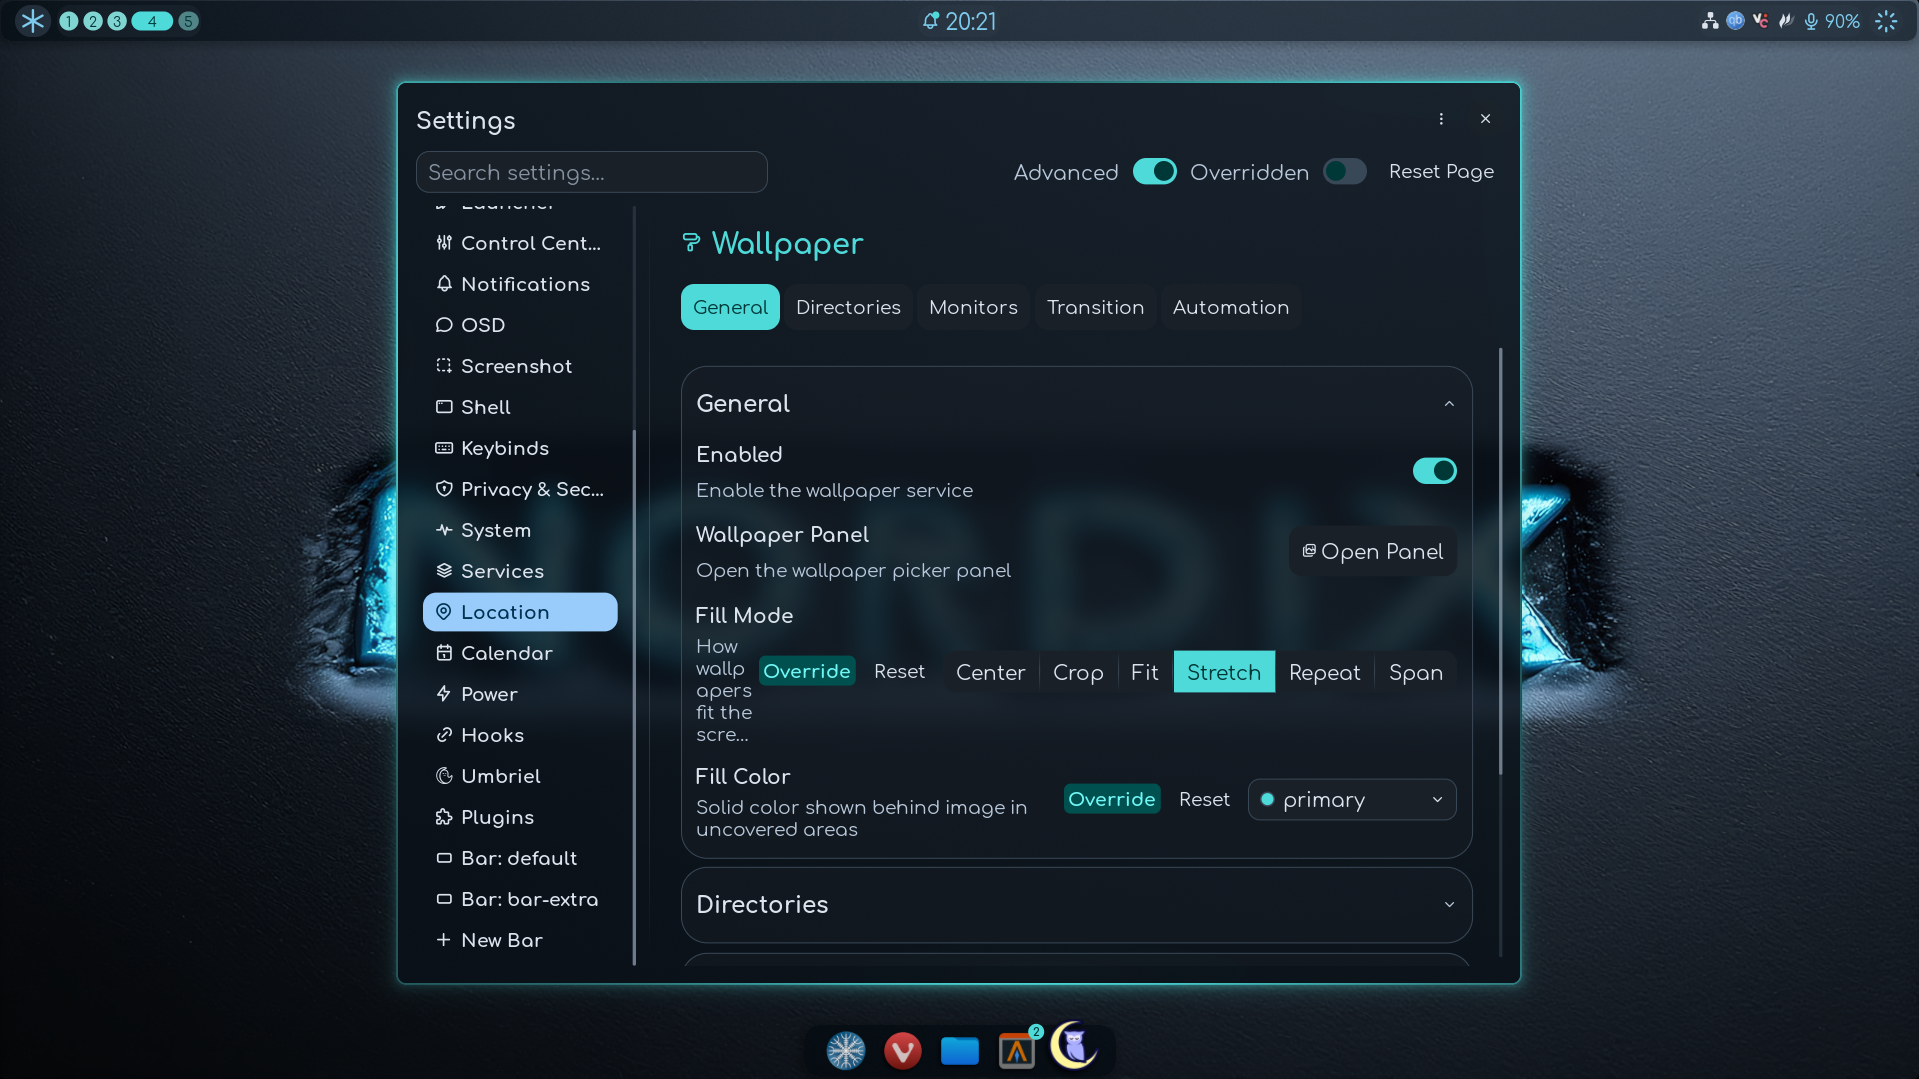 1 2 3 4 5
20:21
90%
Settings
Search settings...
Advanced
Overridden
Reset Page
Launcher
Control Cent...
Notifications
OSD
Screenshot
Shell
Keybinds
Privacy & Sec...
System
Services
Location
Calendar
Power
Hooks
Umbriel
Plugins
Bar: default
Bar: bar-extra
New Bar
Wallpaper
General
Directories
Monitors
Transition
Automation
General
Enabled
Enable the wallpaper service
Wallpaper Panel
Open the wallpaper picker panel
Open Panel
Fill Mode
How
wallp
apers
fit the
scre...
Override
Reset
Center
Crop
Fit
Stretch
Repeat
Span
Fill Color
Solid color shown behind image in
uncovered areas
Override
Reset
primary
Directories
NORDIX
2